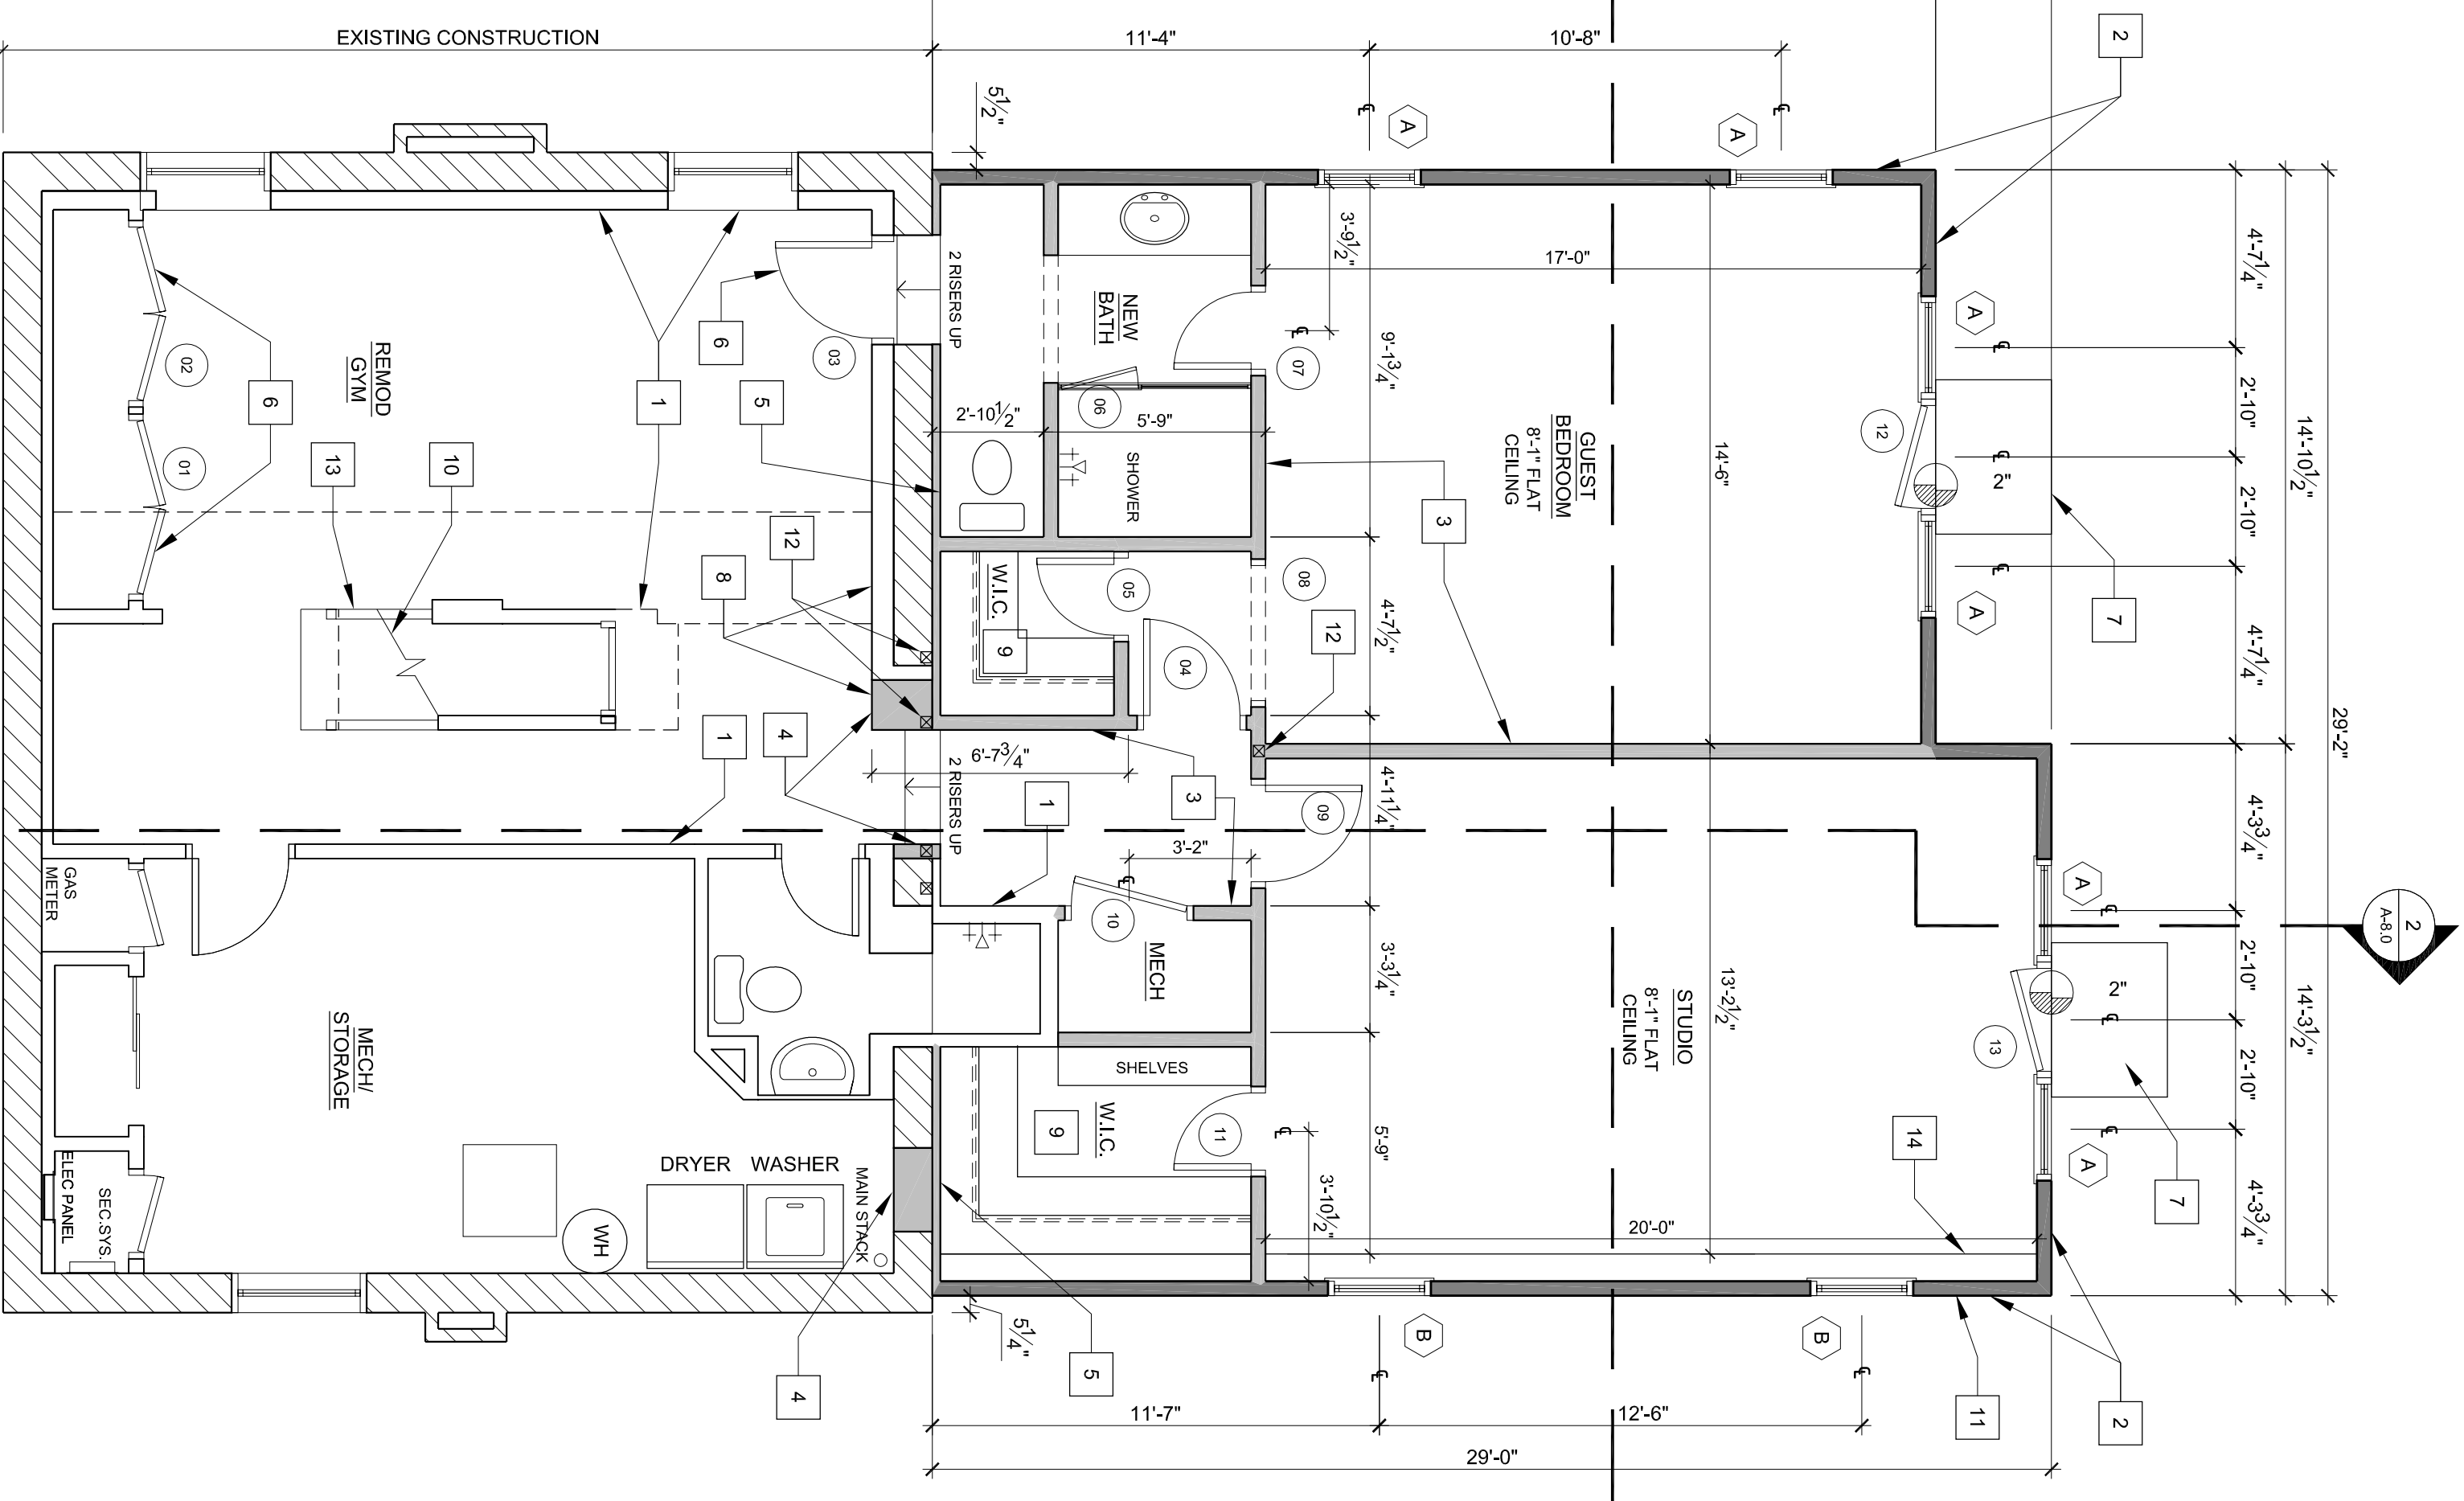 EXISTING CONSTRUCTION
11'-4"
10'-8"
2
5 1/2"
A
A
4'-7 1/4"
2'-10"
2'-10"
4'-7 1/4"
14'-10 1/2"
29'-2"
4'-3 3/4"
2'-10"
2'-10"
4'-3 3/4"
14'-3 1/2"
2
A-8.0
A
A
A
A
2"
2"
7
7
12
13
3'-9 1/2"
17'-0"
9'-1 3/4"
14'-6"
GUEST
BEDROOM
8'-1" FLAT
CEILING
3
07
08
4'-7 1/2"
12
2 RISERS UP
NEW
BATH
2'-10 1/2"
5'-9"
06
SHOWER
W.I.C.
9
05
04
REMOD
GYM
02
01
6
6
03
1
5
13
10
12
8
1
4
6'-7 3/4"
2 RISERS UP
1
3
4'-11 1/4"
09
3'-2"
10
MECH
3'-3 1/4"
13'-2 1/2"
STUDIO
8'-1" FLAT
CEILING
SHELVES
W.I.C.
9
11
5'-9"
3'-10 1/2"
14
20'-0"
GAS
METER
MECH/
STORAGE
ELEC PANEL
SEC.SYS.
WH
DRYER
WASHER
MAIN STACK
4
5 1/4"
5
B
B
11
2
11'-7"
12'-6"
29'-0"